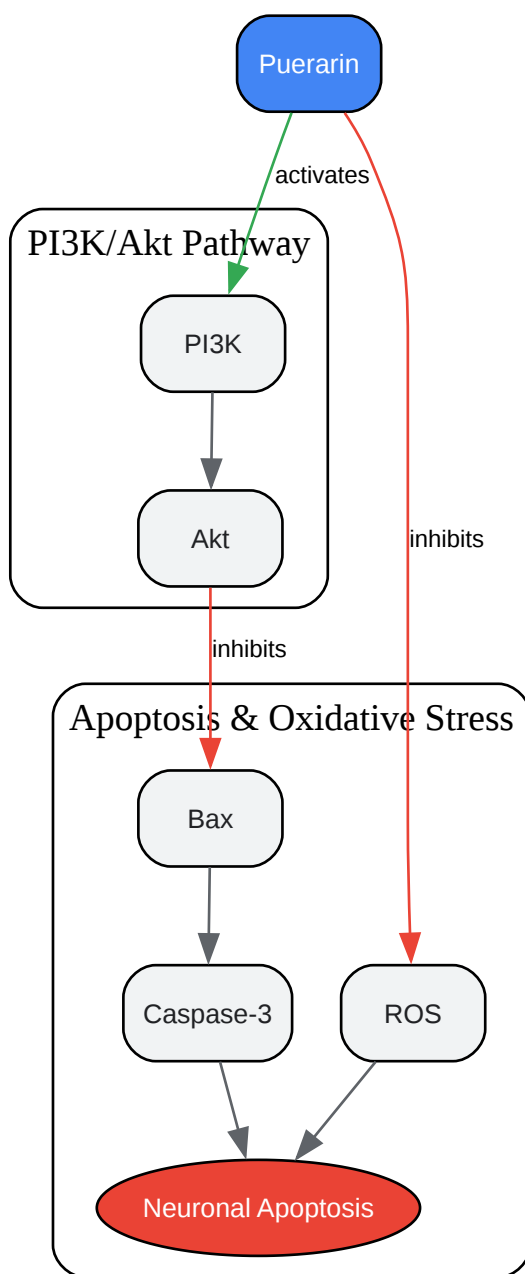 Puerarin
activates
PI3K/Akt Pathway
PI3K
Akt
inhibits
inhibits
Apoptosis & Oxidative Stress
Bax
Caspase-3
ROS
Neuronal Apoptosis